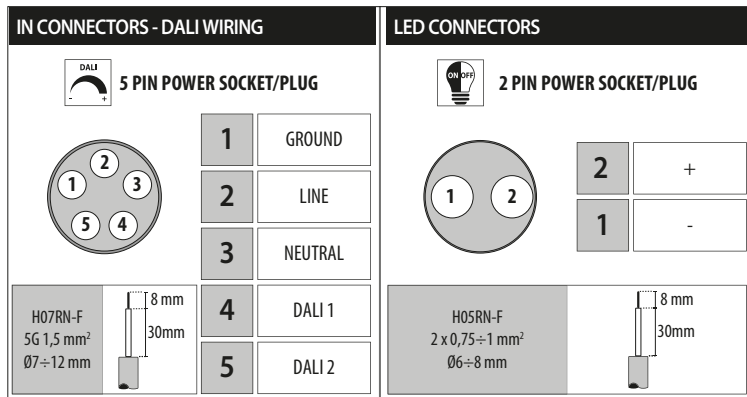 IN CONNECTORS - DALI WIRING
DALI
- +
5 PIN POWER SOCKET/PLUG
2
1 3
5 4
1 GROUND
2 LINE
3 NEUTRAL
4 DALI 1
5 DALI 2
H07RN-F
5G 1,5 mm²
Ø7÷12 mm
8 mm
30mm
LED CONNECTORS
ON OFF
2 PIN POWER SOCKET/PLUG
1 2
2 +
1 -
H05RN-F
2 x 0,75÷1 mm²
Ø6÷8 mm
8 mm
30mm